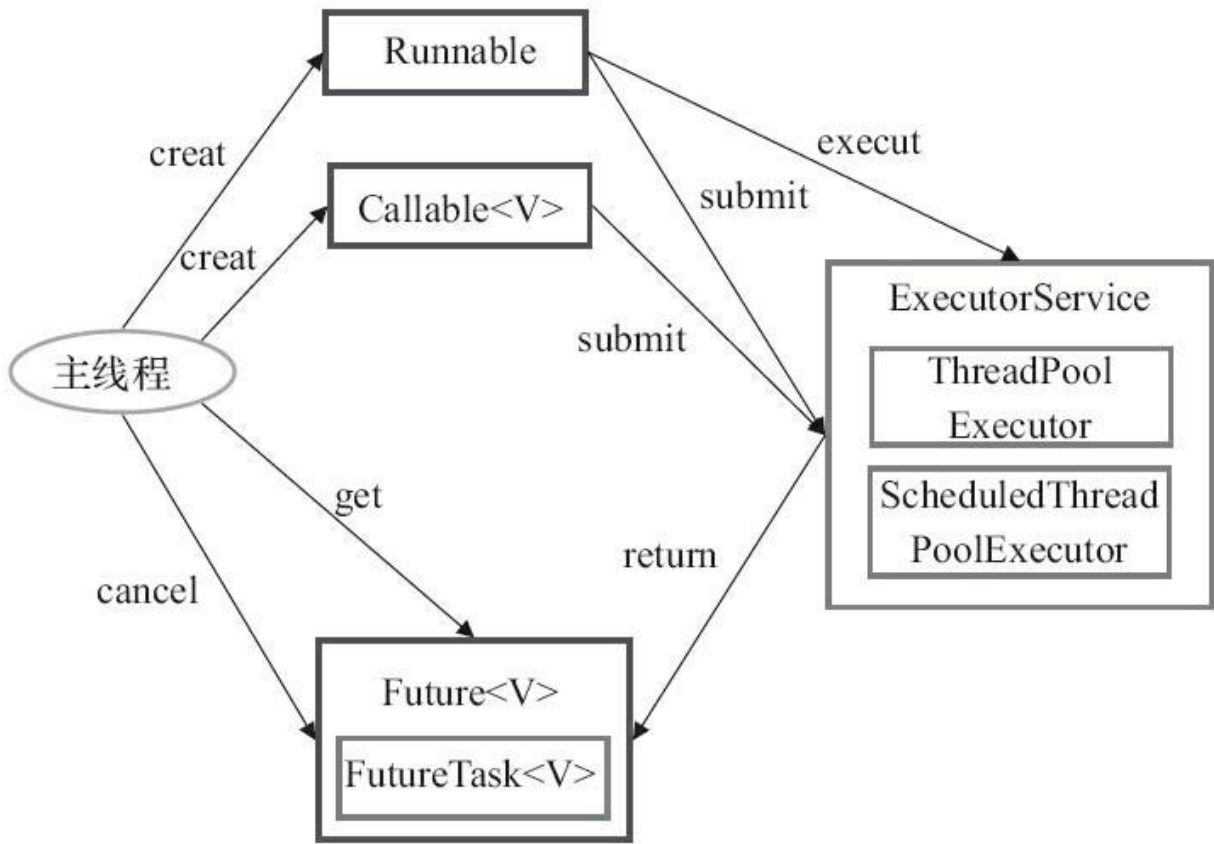 Runnable
creat
execut
Callable<V>
submit
creat
ExecutorService
submit
主线程
ThreadPool
Executor
get
ScheduledThread
PoolExecutor
return
cancel
Future<V>
FutureTask<V>